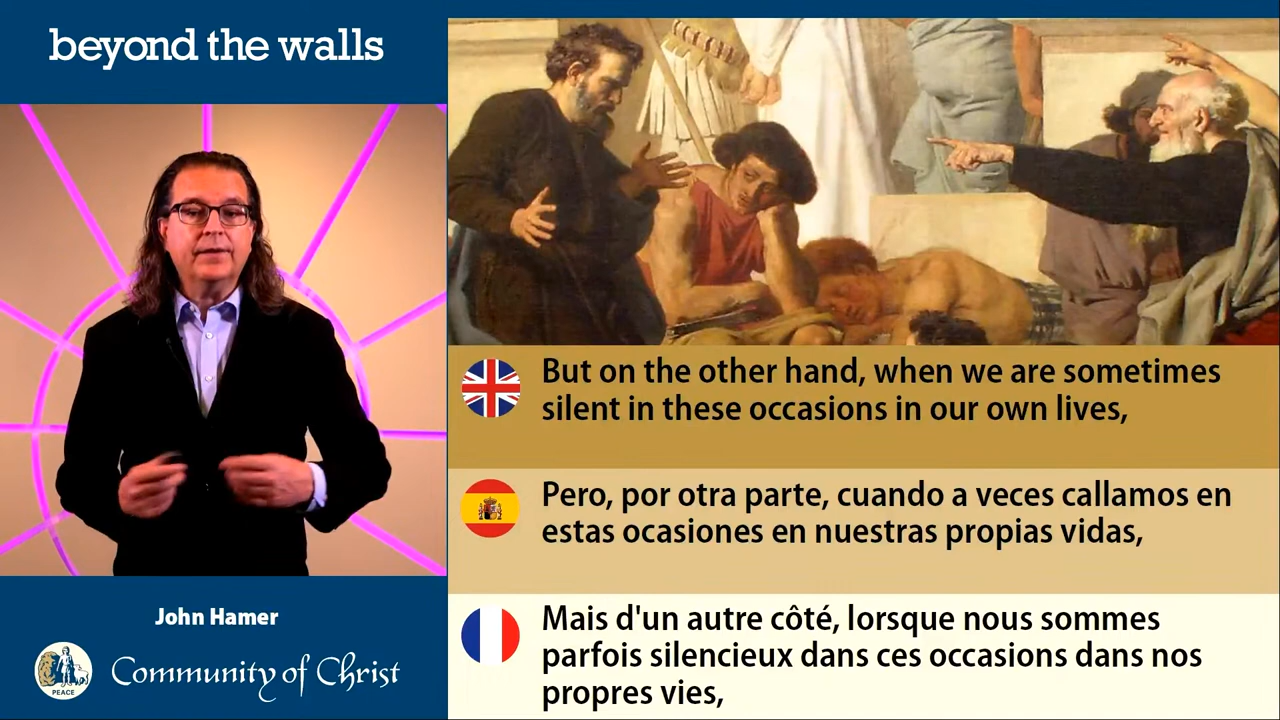 beyond the walls
But on the other hand, when we are sometimes
silent in these occasions in our own lives,
Pero, por otra parte, cuando a veces callamos en
estas ocasiones en nuestras propias vidas,
Mais d'un autre côté, lorsque nous sommes
parfois silencieux dans ces occasions dans nos
propres vies,
John Hamer
PEACE
Community of Christ